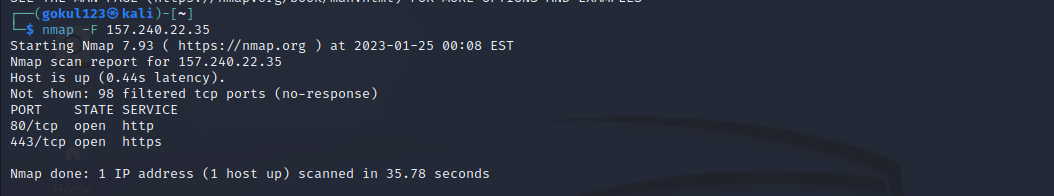 SEE THE MAN PAGE (https://nmap.org/book/man.html) FOR MORE OPTIONS AND EXAMPLES
┌──(gokul123㉿kali)-[~]
└─$ nmap -F 157.240.22.35
Starting Nmap 7.93 ( https://nmap.org ) at 2023-01-25 00:08 EST
Nmap scan report for 157.240.22.35
Host is up (0.44s latency).
Not shown: 98 filtered tcp ports (no-response)
PORT    STATE SERVICE
80/tcp  open  http
443/tcp open  https
Nmap done: 1 IP address (1 host up) scanned in 35.78 seconds
Home